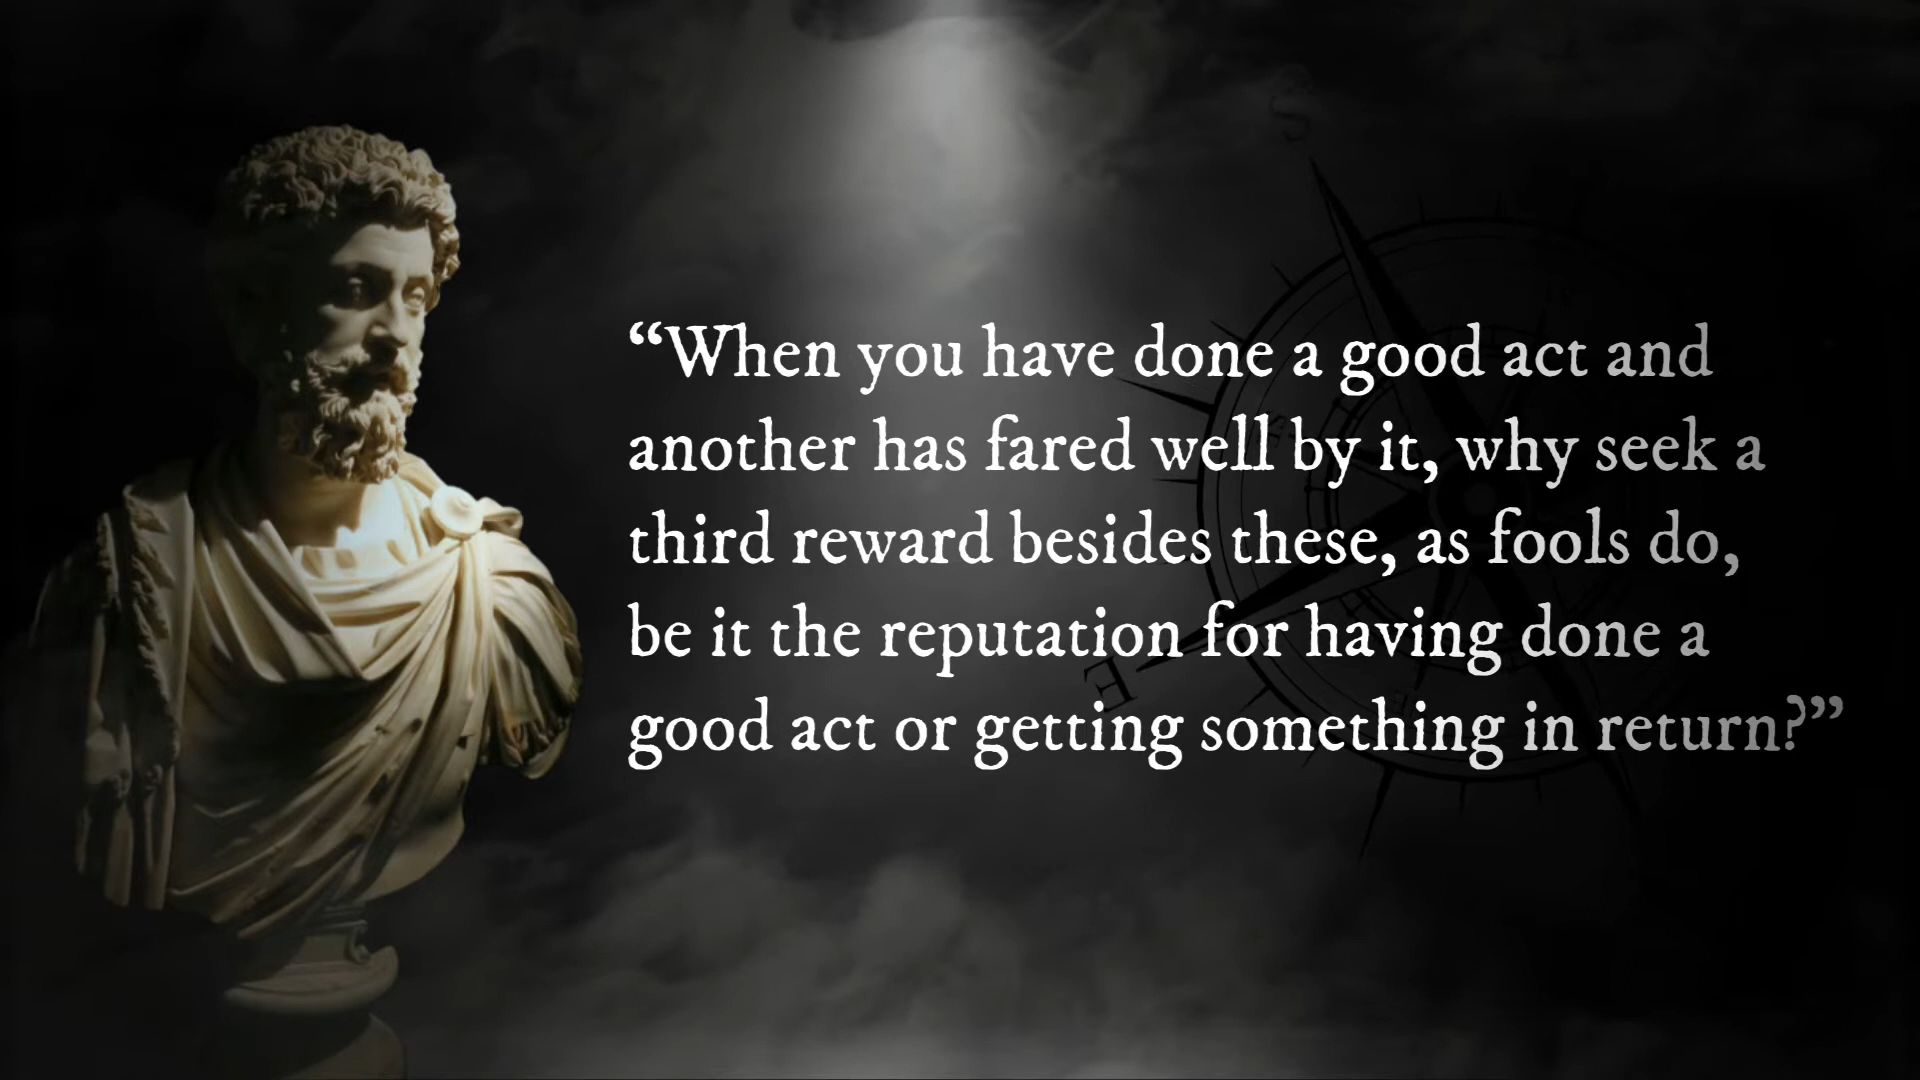 “When you have done a good act and
another has fared well by it, why seek a
third reward besides these, as fools do,
be it the reputation for having done a
good act or getting something in return?”
S
E